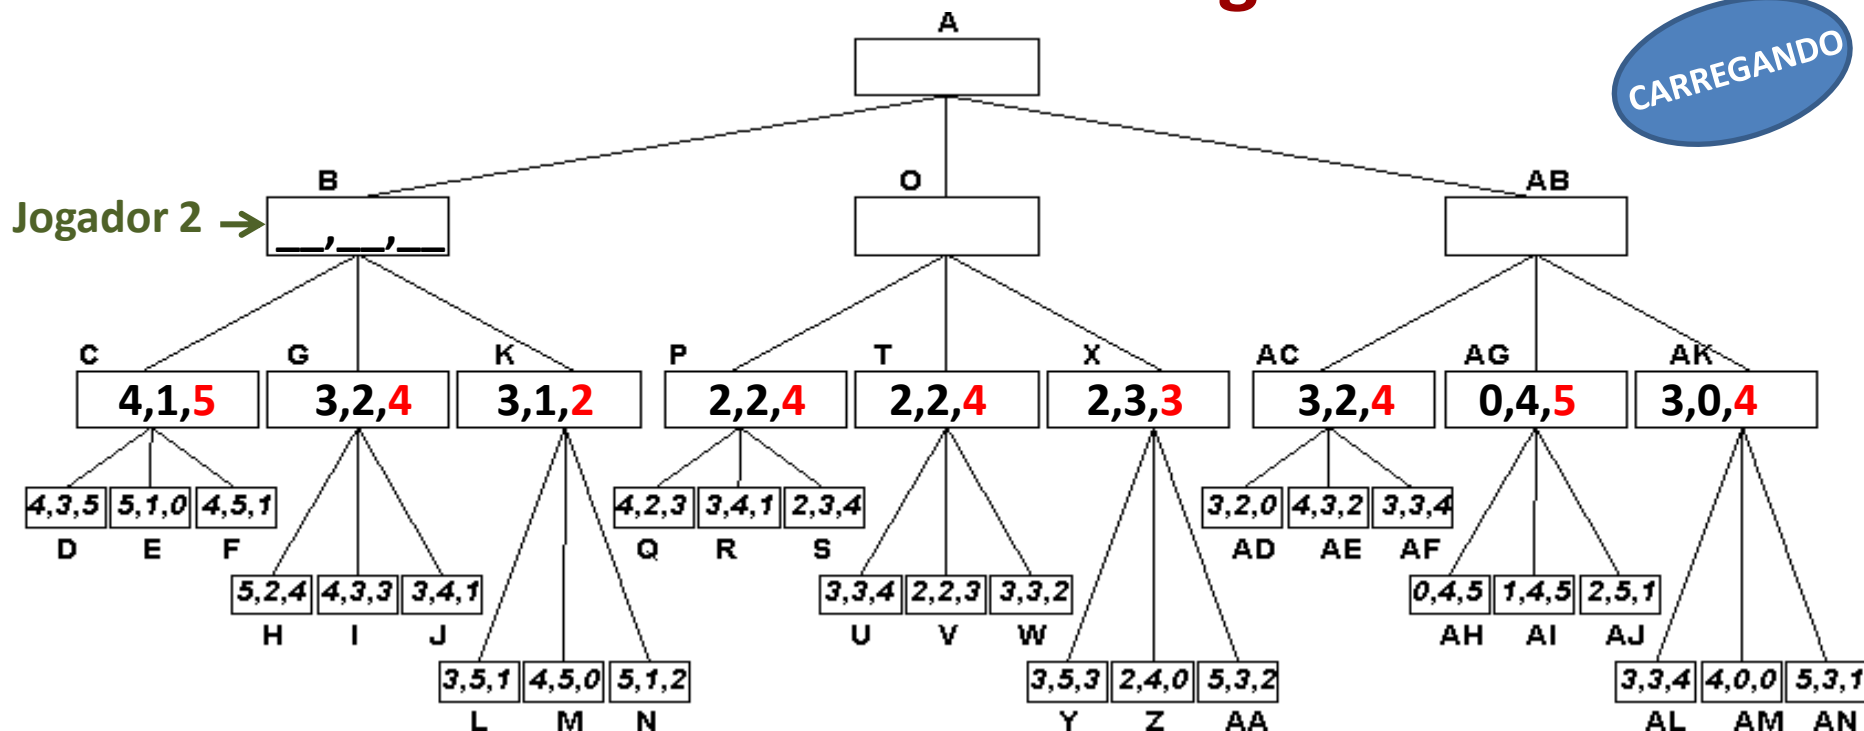 g
A
CARREGANDO
B O AB
Jogador 2 → __,__,__
C G K P T X AC AG AK
4,1,5 3,2,4 3,1,2 2,2,4 2,2,4 2,3,3 3,2,4 0,4,5 3,0,4
4,3,5 5,1,0 4,5,1 4,2,3 3,4,1 2,3,4 3,2,0 4,3,2 3,3,4
D E F Q R S AD AE AF
5,2,4 4,3,3 3,4,1 3,3,4 2,2,3 3,3,2 0,4,5 1,4,5 2,5,1
H I J U V W AH AI AJ
3,5,1 4,5,0 5,1,2 3,5,3 2,4,0 5,3,2 3,3,4 4,0,0 5,3,1
L M N Y Z AA AL AM AN